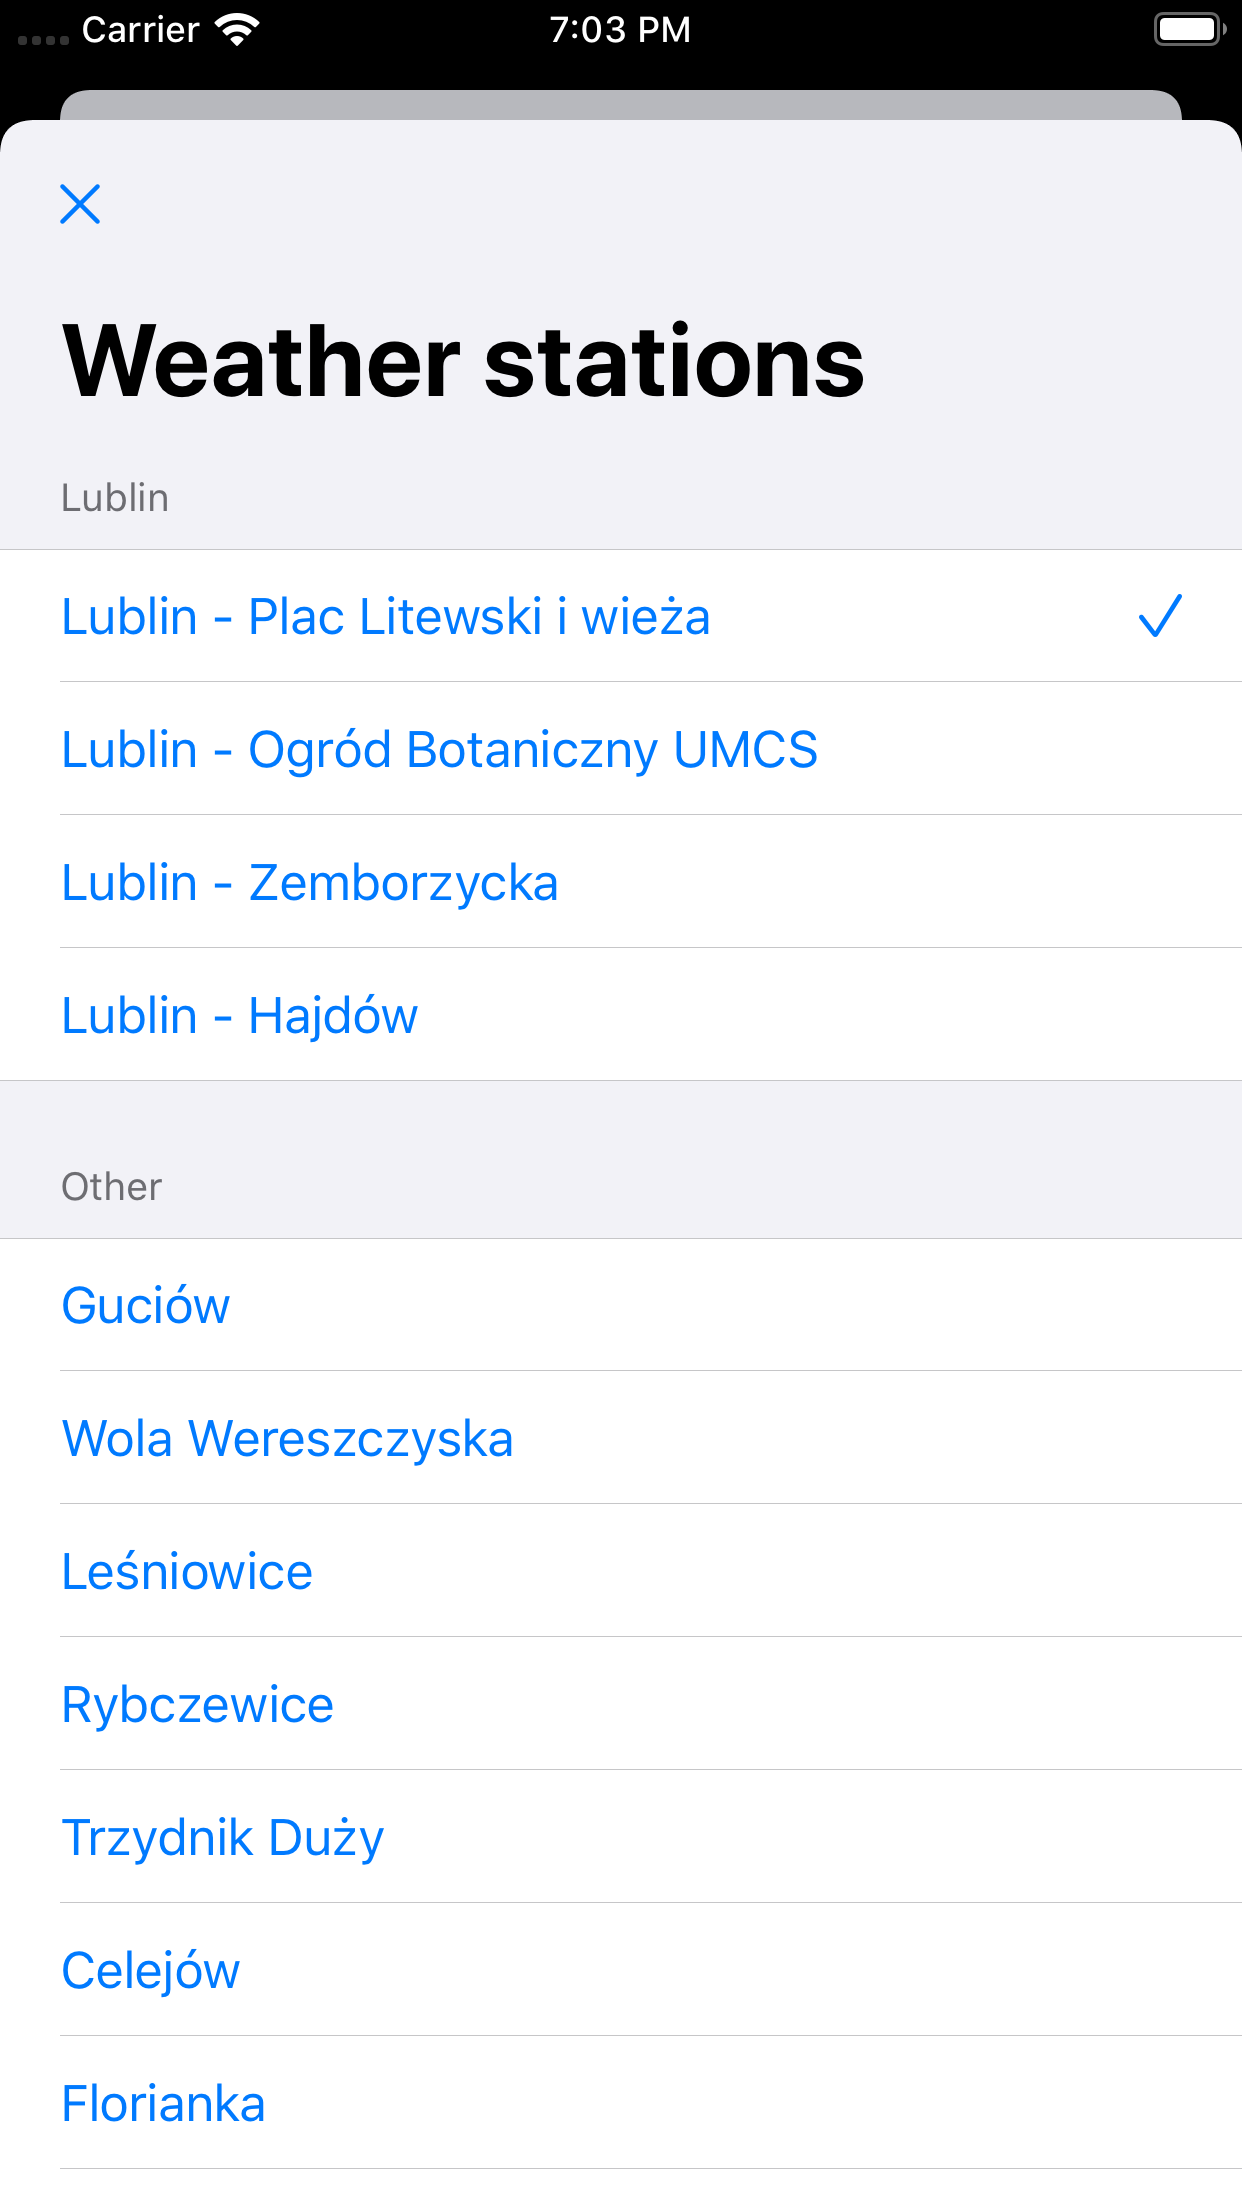 Carrier 7:03 PM
Weather stations
Lublin
Lublin - Plac Litewski i wieża
Lublin - Ogród Botaniczny UMCS
Lublin - Zemborzycka
Lublin - Hajdów
Other
Guciów
Wola Wereszczyska
Leśniowice
Rybczewice
Trzydnik Duży
Celejów
Florianka